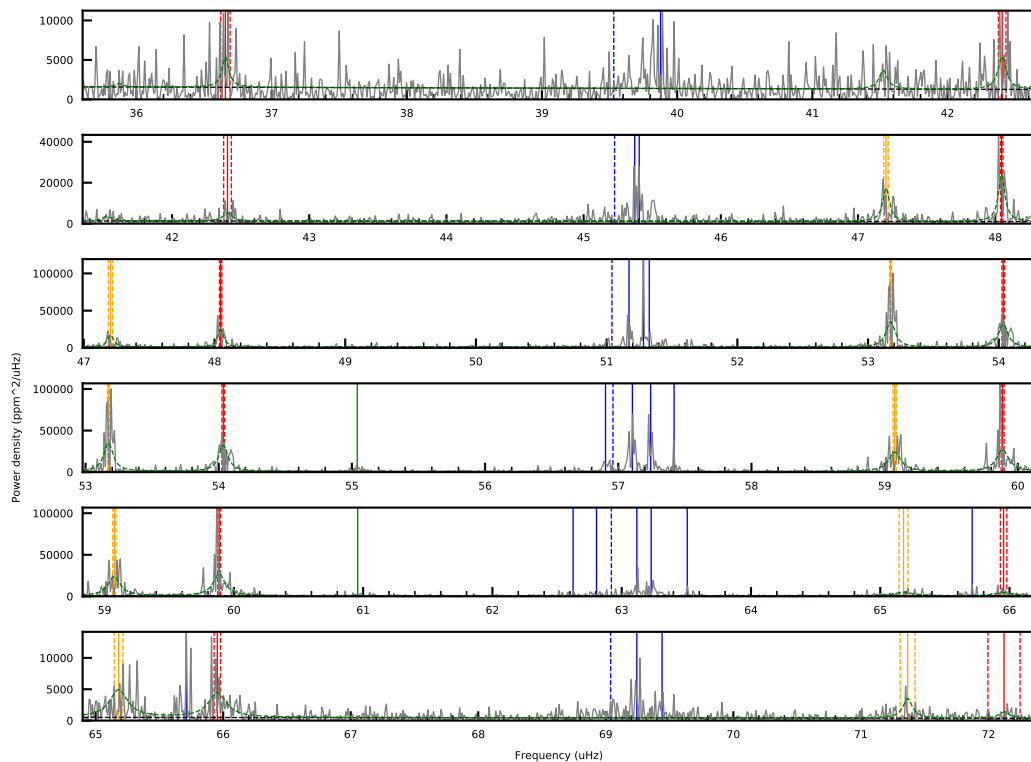 10000
5000
0
36 37 38 39 40 41 42
40000
20000
0
42 43 44 45 46 47 48
100000
50000
0
47 48 49 50 51 52 53 54
100000
50000
0
53 54 55 56 57 58 59 60
100000
50000
0
59 60 61 62 63 64 65 66
10000
5000
0
65 66 67 68 69 70 71 72
Power density (ppm^2/uHz)
Frequency (uHz)